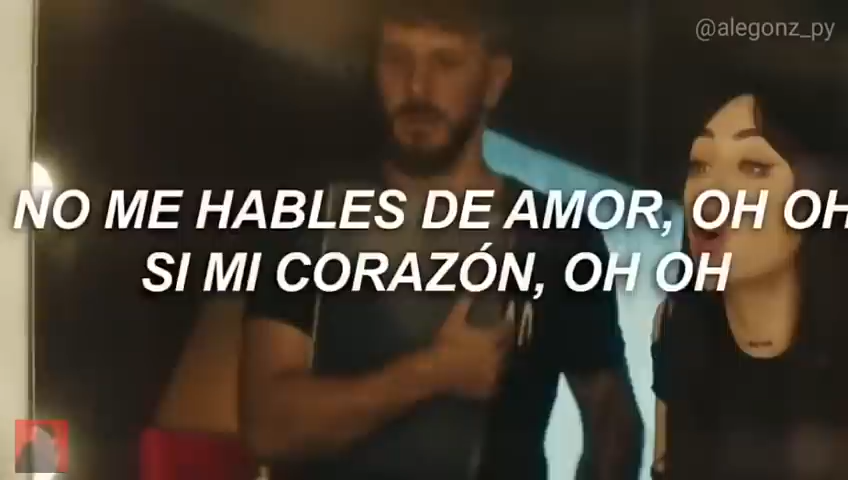 @alegonz_py
NO ME HABLES DE AMOR, OH OH
SI MI CORAZÓN, OH OH